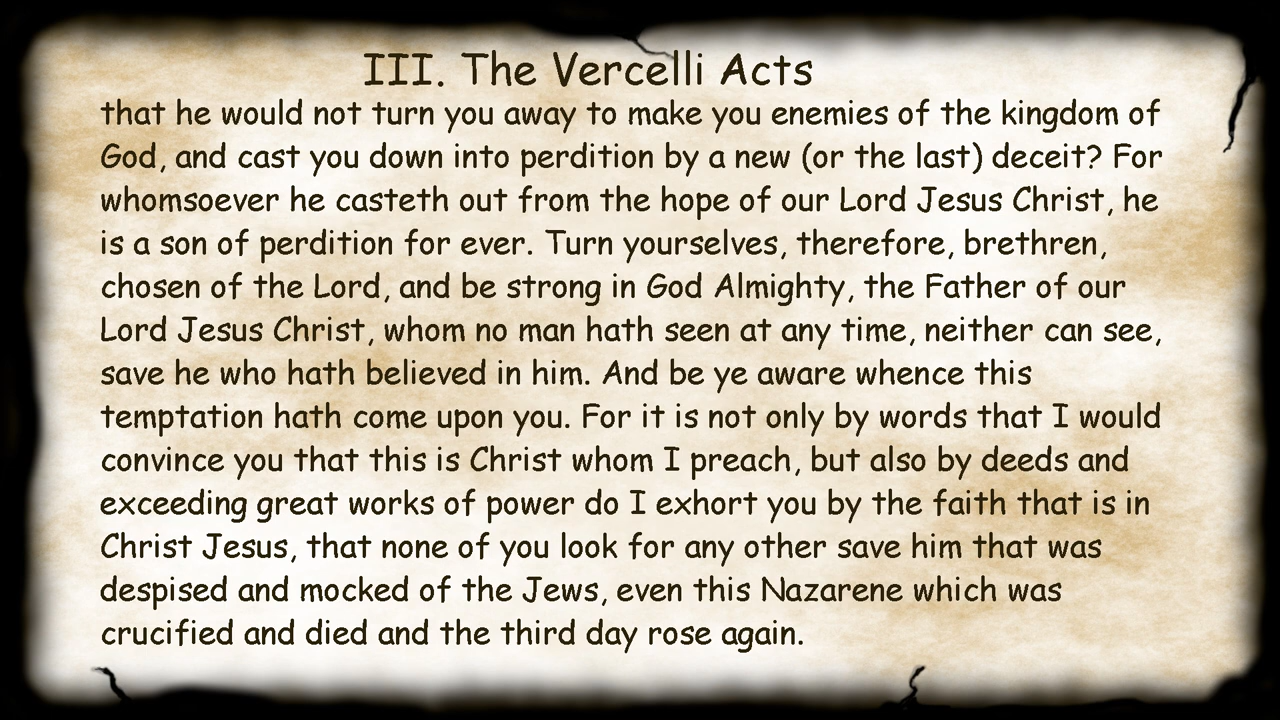 III. The Vercelli Acts
that he would not turn you away to make you enemies of the kingdom of
God, and cast you down into perdition by a new (or the last) deceit? For
whomsoever he casteth out from the hope of our Lord Jesus Christ, he
is a son of perdition for ever. Turn yourselves, therefore, brethren,
chosen of the Lord, and be strong in God Almighty, the Father of our
Lord Jesus Christ, whom no man hath seen at any time, neither can see,
save he who hath believed in him. And be ye aware whence this
temptation hath come upon you. For it is not only by words that I would
convince you that this is Christ whom I preach, but also by deeds and
exceeding great works of power do I exhort you by the faith that is in
Christ Jesus, that none of you look for any other save him that was
despised and mocked of the Jews, even this Nazarene which was
crucified and died and the third day rose again.